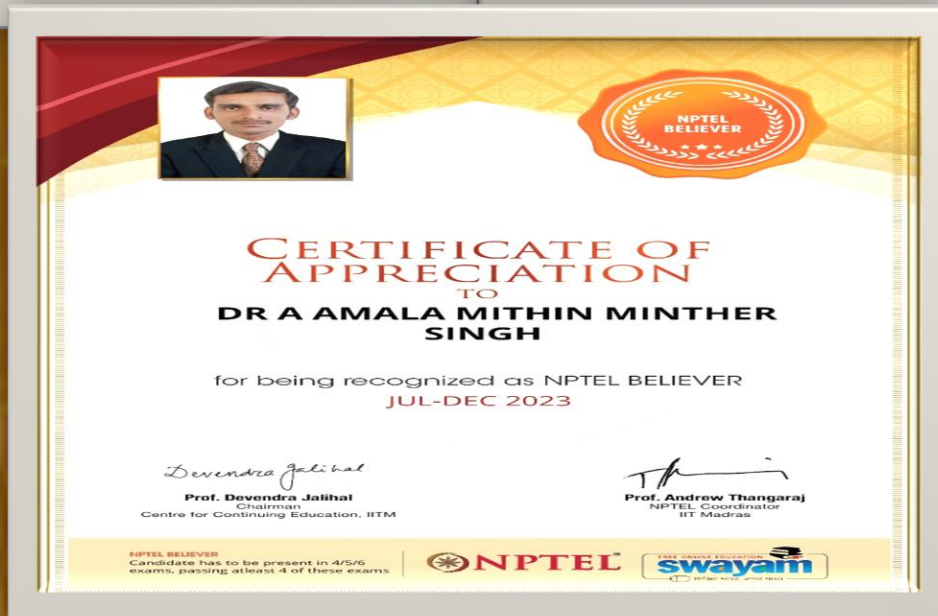 NPTEL
BELIEVER
CERTIFICATE OF
APPRECIATION
TO
DR A AMALA MITHIN MINTHER
SINGH
for being recognized as NPTEL BELIEVER
JUL-DEC 2023
Devendra Jalihal
Prof. Devendra Jalihal
Chairman
Centre for Continuing Education, IITM
Prof. Andrew Thangaraj
NPTEL Coordinator
IIT Madras
NPTEL BELIEVER
Candidate has to be present in 4/5/6
exams, passing atleast 4 of these exams
NPTEL®
FREE ONLINE EDUCATION
swayam